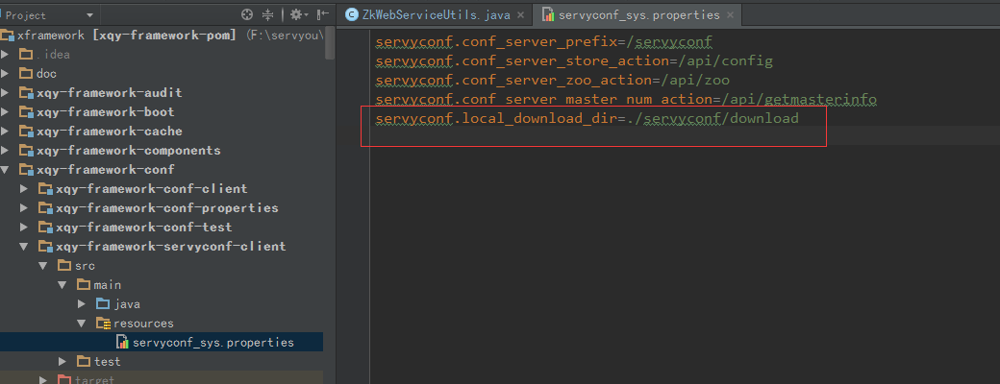 Project
ZkWebServiceUtils.java
servyconf_sys.properties
xframework [xqy-framework-pom] (F:\servyou\
.idea
doc
xqy-framework-audit
xqy-framework-boot
xqy-framework-cache
xqy-framework-components
xqy-framework-conf
xqy-framework-conf-client
xqy-framework-conf-properties
xqy-framework-conf-test
xqy-framework-servyconf-client
src
main
java
resources
servyconf_sys.properties
test
target
servyconf.conf_server_prefix=/servyconf
servyconf.conf_server_store_action=/api/config
servyconf.conf_server_zoo_action=/api/zoo
servyconf.conf_server_master_num_action=/api/getmasterinfo
servyconf.local_download_dir=./servyconf/download